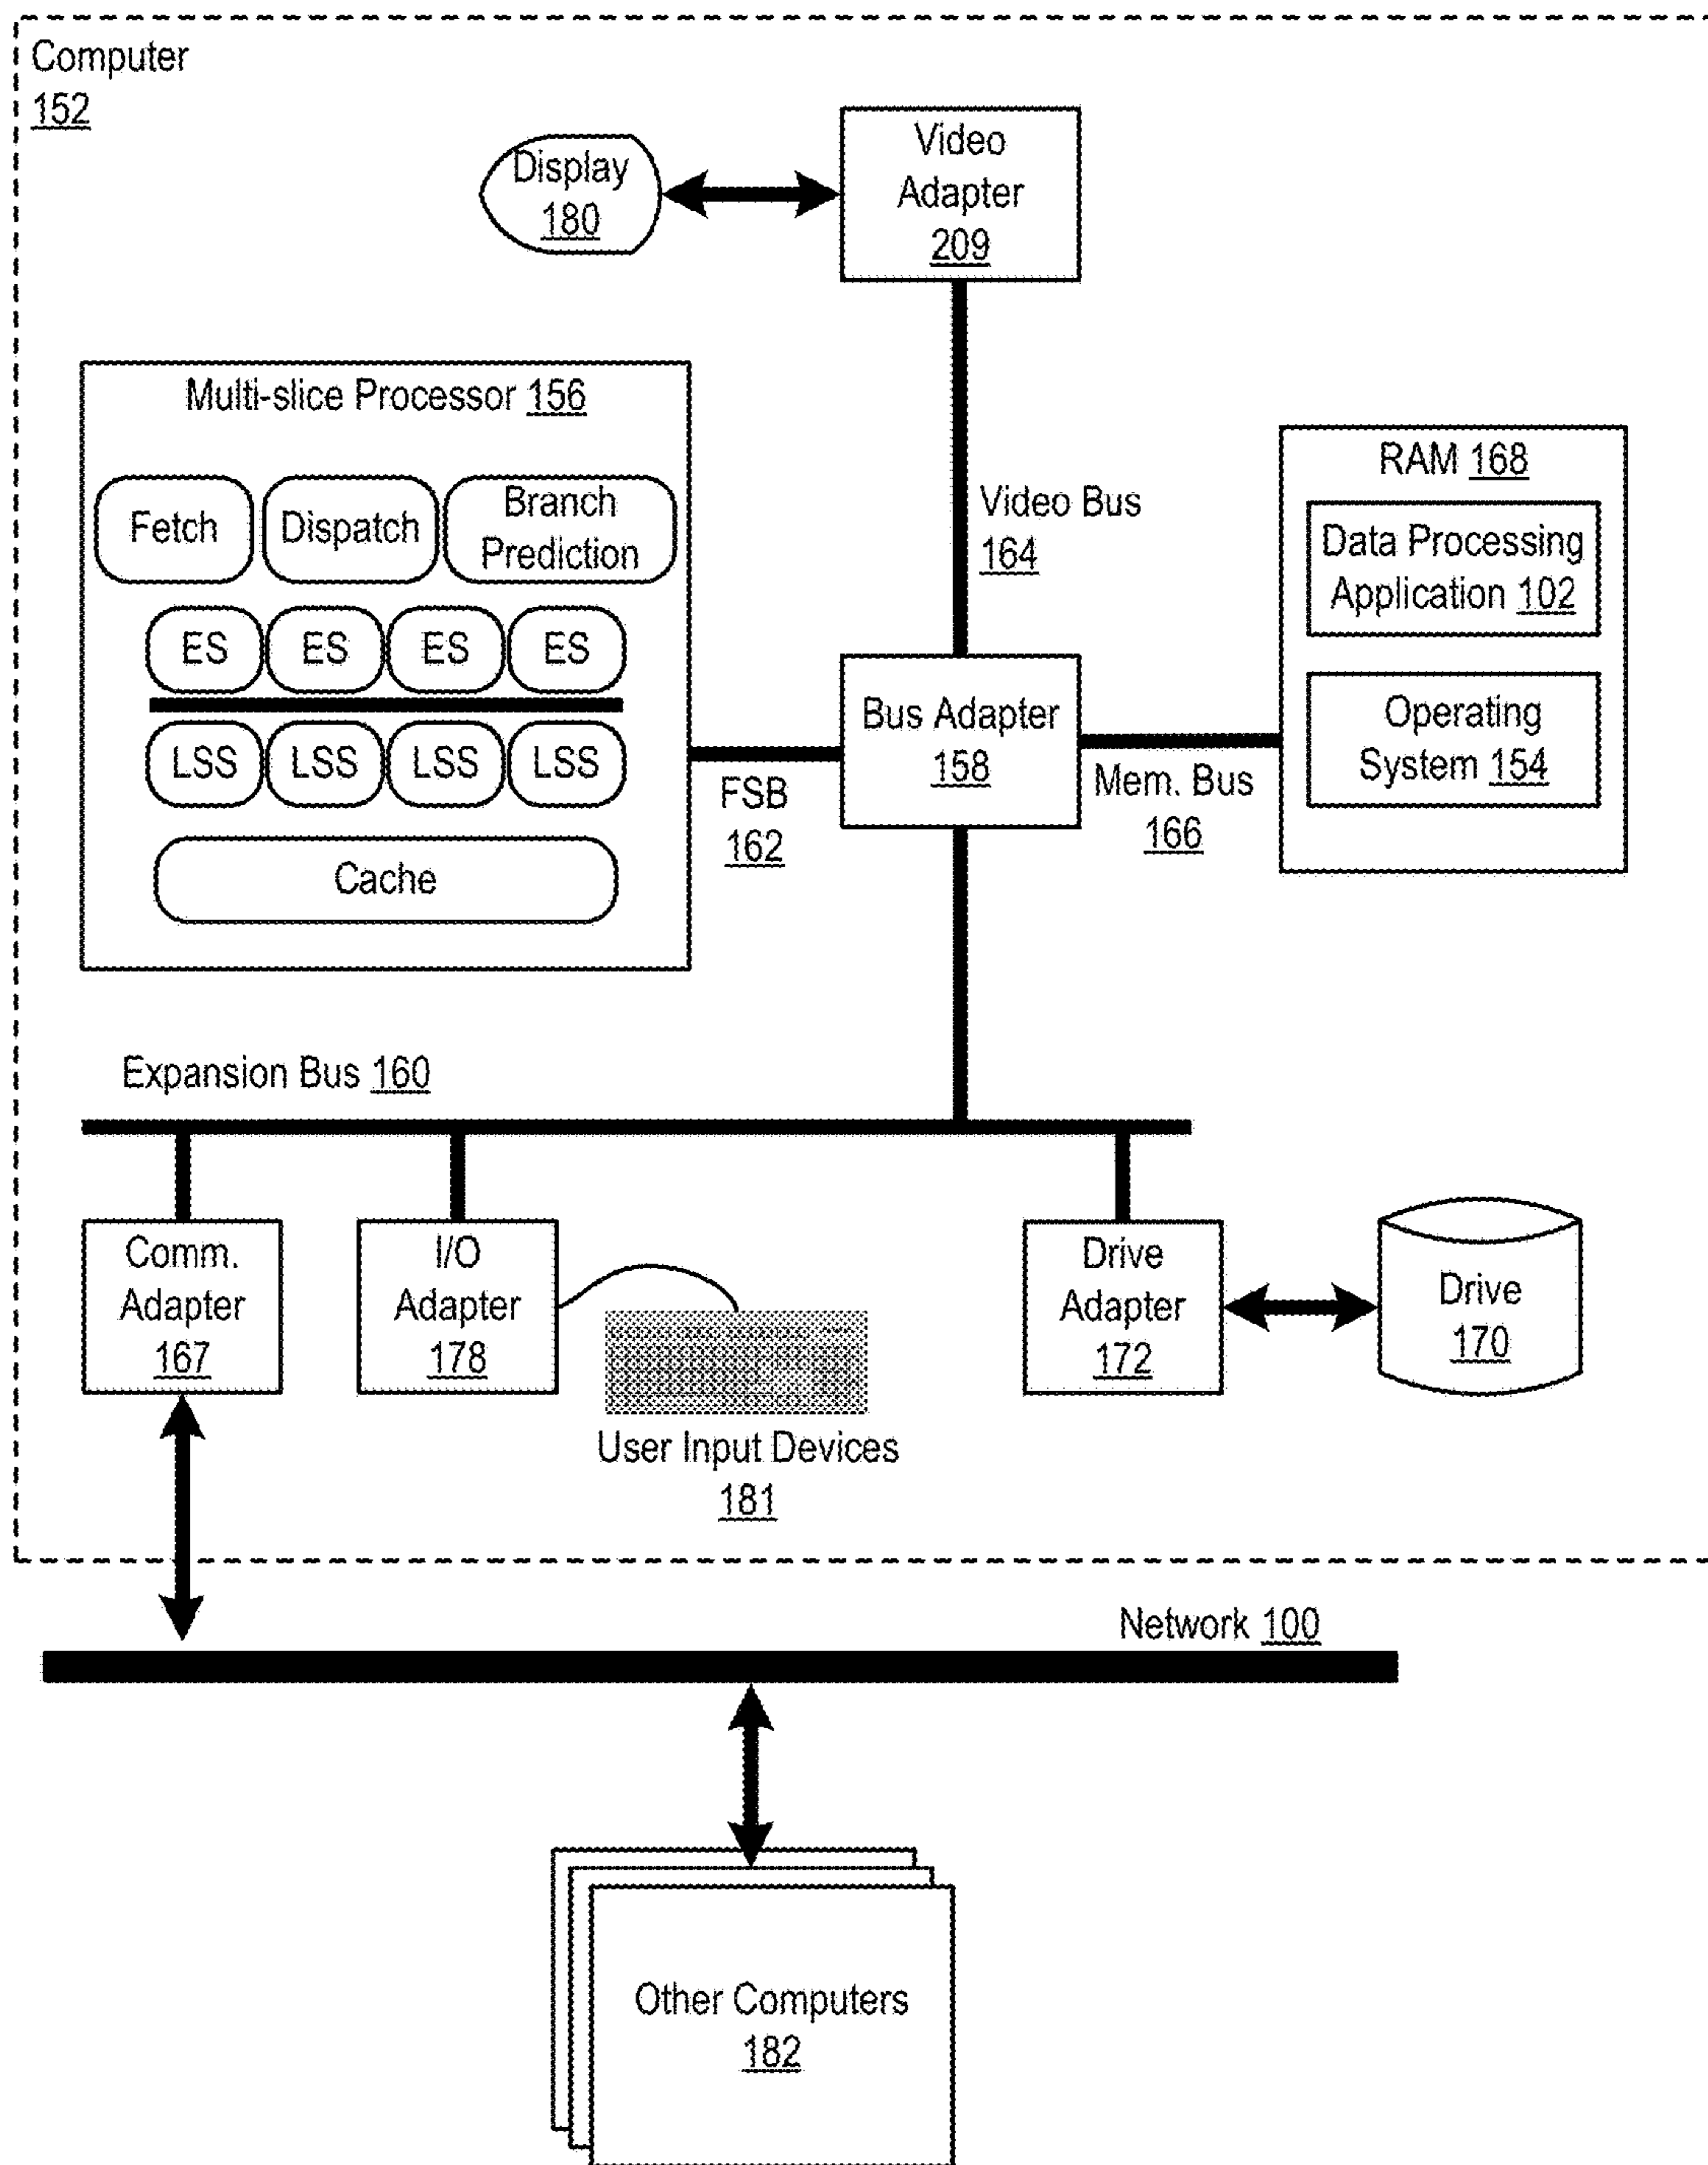 Computer
152
Display
180
Video
Adapter
209
Multi-slice Processor 156
Fetch
Dispatch
Branch
Prediction
ES
ES
ES
ES
LSS
LSS
LSS
LSS
Cache
Video Bus
164
RAM 168
Data Processing
Application 102
Operating
System 154
Bus Adapter
158
FSB
162
Mem. Bus
166
Expansion Bus 160
Comm.
Adapter
167
I/O
Adapter
178
User Input Devices
181
Drive
Adapter
172
Drive
170
Network 100
Other Computers
182